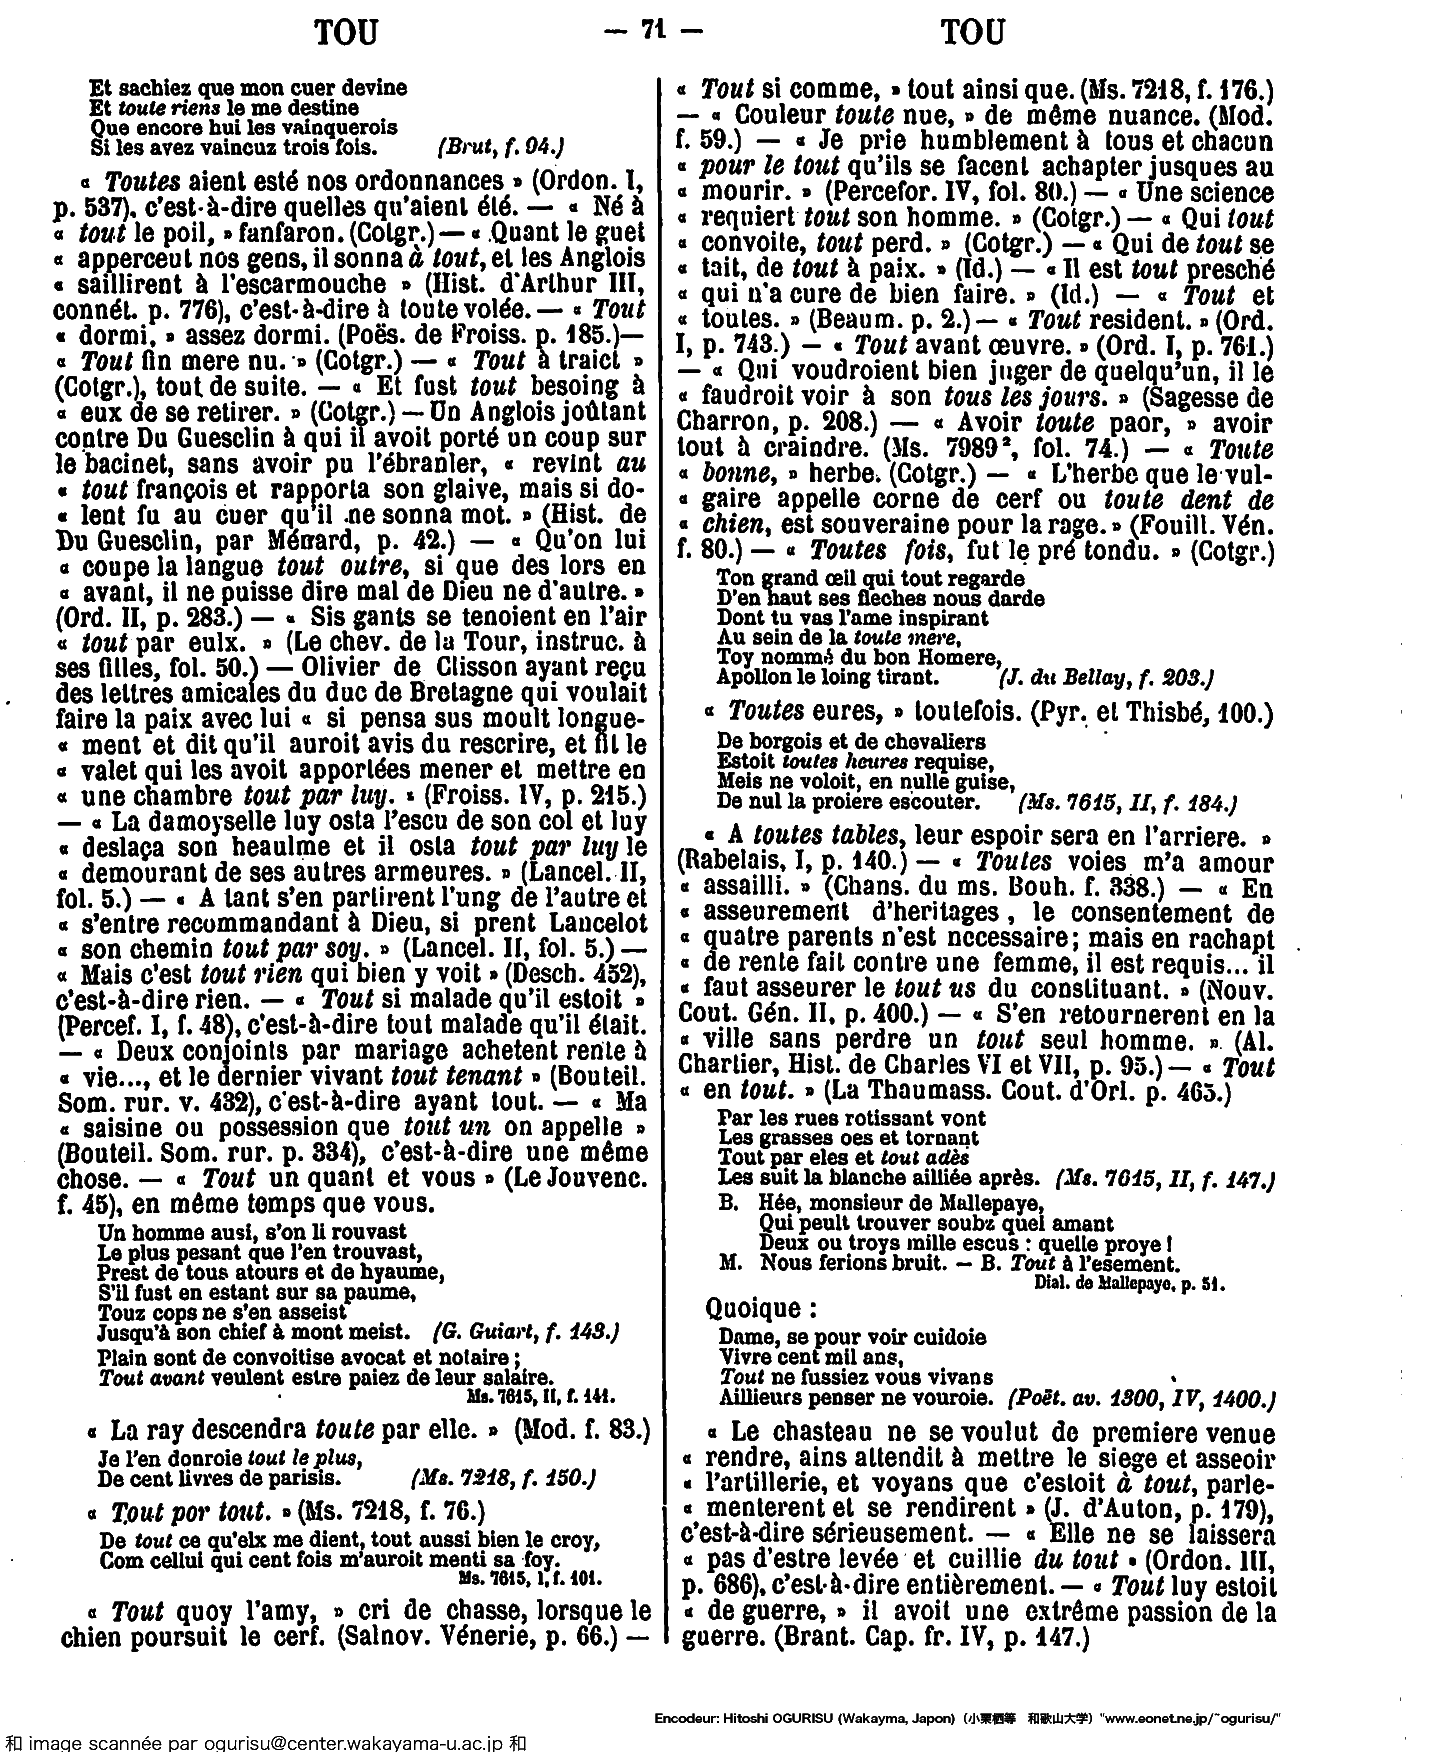 TOU — 71 — TOU
Et sachiez que mon cuer devine
Et toute riens le me destine
Que encore hui les vainquerois
Si les avez vaincuz trois fois. (Brut, f. 94.)
« Toutes aient esté nos ordonnances » (Ordon. I,
p. 537), c'est-à-dire quelles qu'aient été. — « Né à
« tout le poil, » fanfaron. (Cotgr.) — « Quant le guet
« apperceut nos gens, il sonna à tout, et les Anglois
« saillirent à l'escarmouche » (Hist. d'Arthur III,
connét. p. 776), c'est-à-dire à toute volée. — « Tout
« dormi, » assez dormi. (Poës. de Froiss. p. 185.) —
« Tout fin mere nu. » (Cotgr.) — « Tout à traict »
(Cotgr.), tout de suite. — « Et fust tout besoing à
« eux de se retirer. » (Cotgr.) — Un Anglois joûtant
contre Du Guesclin à qui il avoit porté un coup sur
le bacinet, sans avoir pu l'ébranler, « revint au
« tout françois et rapporta son glaive, mais si do-
« lent fu au cuer qu'il ne sonna mot. » (Hist. de
Du Guesclin, par Ménard, p. 42.) — « Qu'on lui
« coupe la langue tout outre, si que des lors en
« avant, il ne puisse dire mal de Dieu ne d'autre. »
(Ord. II, p. 283.) — « Sis gants se tenoient en l'air
« tout par eulx. » (Le chev. de la Tour, instruc. à
ses filles, fol. 50.) — Olivier de Clisson ayant reçu
des lettres amicales du duc de Bretagne qui voulait
faire la paix avec lui « si pensa sus moult longue-
« ment et dit qu'il auroit avis du rescrire, et fit le
« valet qui les avoit apportées mener et mettre en
« une chambre tout par luy. » (Froiss. IV, p. 215.)
— « La damoyselle luy osta l'escu de son col et luy
« deslaça son heaulme et il osta tout par luy le
« demourant de ses autres armeures. » (Lancel. II,
fol. 5.) — « A tant s'en partirent l'ung de l'autre et
« s'entre recommandant à Dieu, si prent Lancelot
« son chemin tout par soy. » (Lancel. II, fol. 5.) —
« Mais c'est tout rien qui bien y voit » (Desch. 452),
c'est-à-dire rien. — « Tout si malade qu'il estoit »
(Percef. I, f. 48), c'est-à-dire tout malade qu'il était.
— « Deux conjoints par mariage achetent rente à
« vie..., et le dernier vivant tout tenant » (Bouteil.
Som. rur. v. 432), c'est-à-dire ayant tout. — « Ma
« saisine ou possession que tout un on appelle »
(Bouteil. Som. rur. p. 334), c'est-à-dire une même
chose. — « Tout un quant et vous » (Le Jouvenc.
f. 45), en même temps que vous.
Un homme ausi, s'on li rouvast
Le plus pesant que l'en trouvast,
Prest de tous atours et de hyaume,
S'il fust en estant sur sa paume,
Touz cops ne s'en asseist
Jusqu'à son chief à mont meist. (G. Guiart, f. 143.)
Plain sont de convoitise avocat et notaire ;
Tout avant veulent estre paiez de leur salaire.
Ms. 7615, II, f. 141.
« La ray descendra toute par elle. » (Mod. f. 83.)
Je l'en donroie tout le plus,
De cent livres de parisis. (Ms. 7218, f. 150.)
« Tout por tout. » (Ms. 7218, f. 76.)
De tout ce qu'elx me dient, tout aussi bien le croy,
Com cellui qui cent fois m'auroit menti sa foy.
Ms. 7615, I, f. 101.
« Tout quoy l'amy, » cri de chasse, lorsque le
chien poursuit le cerf. (Salnov. Vénerie, p. 66.) —
« Tout si comme, » tout ainsi que. (Ms. 7218, f. 176.)
— « Couleur toute nue, » de même nuance. (Mod.
f. 59.) — « Je prie humblement à tous et chacun
« pour le tout qu'ils se facent achapter jusques au
« mourir. » (Percefor. IV, fol. 80.) — « Une science
« requiert tout son homme. » (Cotgr.) — « Qui tout
« convoite, tout perd. » (Cotgr.) — « Qui de tout se
« tait, de tout à paix. » (Id.) — « Il est tout presché
« qui n'a cure de bien faire. » (Id.) — « Tout et
« toutes. » (Beaum. p. 2.) — « Tout resident. » (Ord.
I, p. 743.) — « Tout avant œuvre. » (Ord. I, p. 761.)
— « Qui voudroient bien juger de quelqu'un, il le
« faudroit voir à son tous les jours. » (Sagesse de
Charron, p. 208.) — « Avoir toute paor, » avoir
tout à craindre. (Ms. 7989², fol. 74.) — « Toute
« bonne, » herbe. (Cotgr.) — « L'herbe que le vul-
« gaire appelle corne de cerf ou toute dent de
« chien, est souveraine pour la rage. » (Fouill. Vén.
f. 80.) — « Toutes fois, fut le pré tondu. » (Cotgr.)
Ton grand œil qui tout regarde
D'en haut ses fleches nous darde
Dont tu vas l'ame inspirant
Au sein de la toute mere,
Toy nommé du bon Homere,
Apollon le loing tirant. (J. du Bellay, f. 203.)
« Toutes eures, » toutefois. (Pyr. et Thisbé, 100.)
De borgois et de chevaliers
Estoit toutes heures requise,
Meis ne voloit, en nulle guise,
De nul la proiere escouter. (Ms. 7615, II, f. 184.)
« A toutes tables, leur espoir sera en l'arriere. »
(Rabelais, I, p. 140.) — « Toutes voies m'a amour
« assailli. » (Chans. du ms. Bouh. f. 338.) — « En
« asseurement d'heritages, le consentement de
« quatre parents n'est necessaire ; mais en rachapt
« de rente fait contre une femme, il est requis... il
« faut asseurer le tout us du constituant. » (Nouv.
Cout. Gén. II, p. 400.) — « S'en retournerent en la
« ville sans perdre un tout seul homme. » (Al.
Chartier, Hist. de Charles VI et VII, p. 95.) — « Tout
« en tout. » (La Thaumass. Cout. d'Orl. p. 465.)
Par les rues rotissant vont
Les grasses oes et tornant
Tout par eles et tout adès
Les suit la blanche ailliée après. (Ms. 7615, II, f. 147.)
B. Hée, monsieur de Mallepaye,
Qui peult trouver soubz quel amant
Deux ou troys mille escus : quelle proye !
M. Nous ferions bruit. — B. Tout à l'esement.
Dial. de Mallepaye, p. 51.
Quoique :
Dame, se pour voir cuidoie
Vivre cent mil ans,
Tout ne fussiez vous vivans
Aillieurs penser ne vouroie. (Poët. av. 1300, IV, 1400.)
« Le chasteau ne se voulut de premiere venue
« rendre, ains attendit à mettre le siege et asseoir
« l'artillerie, et voyans que c'estoit à tout, parle-
« menterent et se rendirent » (J. d'Auton, p. 179),
c'est-à-dire sérieusement. — « Elle ne se laissera
« pas d'estre levée et cuillie du tout » (Ordon. III,
p. 686), c'est-à-dire entièrement. — « Tout luy estoit
« de guerre, » il avoit une extrême passion de la
guerre. (Brant. Cap. fr. IV, p. 147.)
Encodeur: Hitoshi OGURISU (Wakayma, Japon) (小栗栖等 和歌山大学) "www.eonet.ne.jp/~ogurisu/"
和 image scannée par ogurisu@center.wakayama-u.ac.jp 和